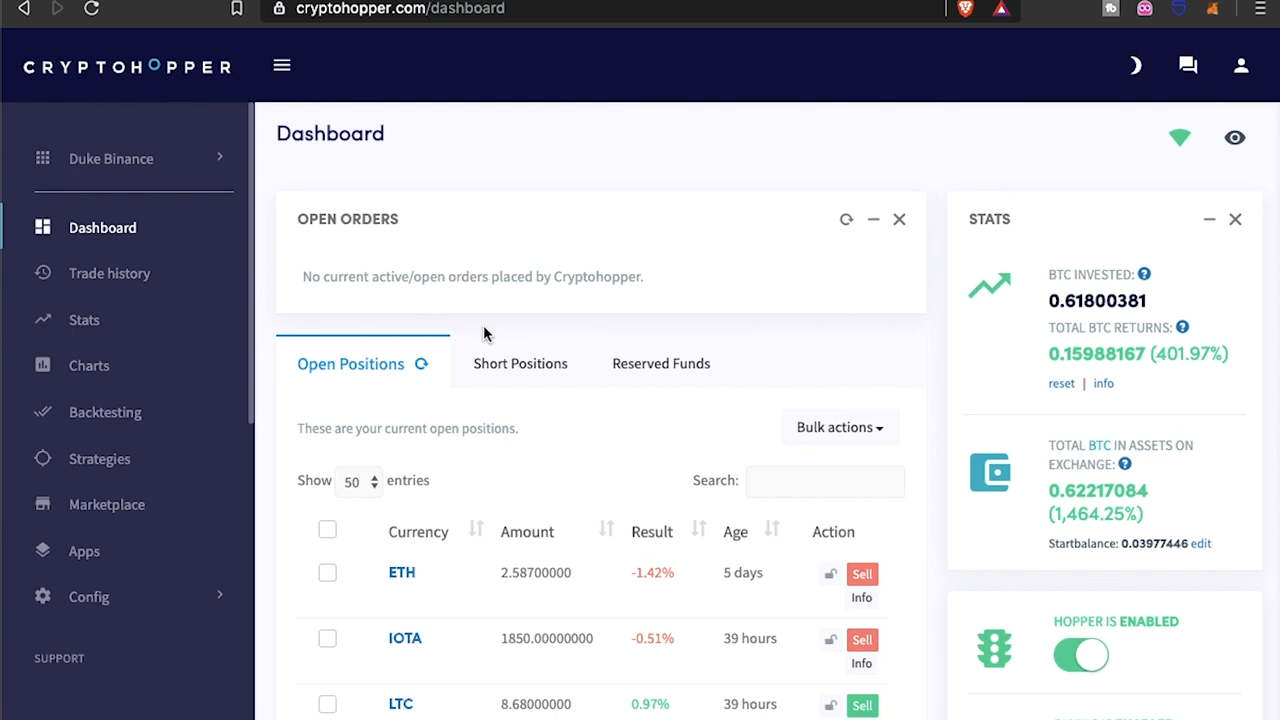 cryptohopper.com/dashboard
CRYPTOHOPPER
Duke Binance
Dashboard
Trade history
Stats
Charts
Backtesting
Strategies
Marketplace
Apps
Config
SUPPORT
Dashboard
OPEN ORDERS
No current active/open orders placed by Cryptohopper.
Open Positions
Short Positions
Reserved Funds
These are your current open positions.
Bulk actions
Show 50 entries
Search:
Currency Amount Result Age Action
ETH 2.58700000 -1.42% 5 days Sell
Info
IOTA 1850.00000000 -0.51% 39 hours Sell
Info
LTC 8.68000000 0.97% 39 hours Sell
STATS
BTC INVESTED: ?
0.61800381
TOTAL BTC RETURNS: ?
0.15988167 (401.97%)
reset | info
TOTAL BTC IN ASSETS ON
EXCHANGE: ?
0.62217084
(1,464.25%)
Startbalance: 0.03977446 edit
HOPPER IS ENABLED